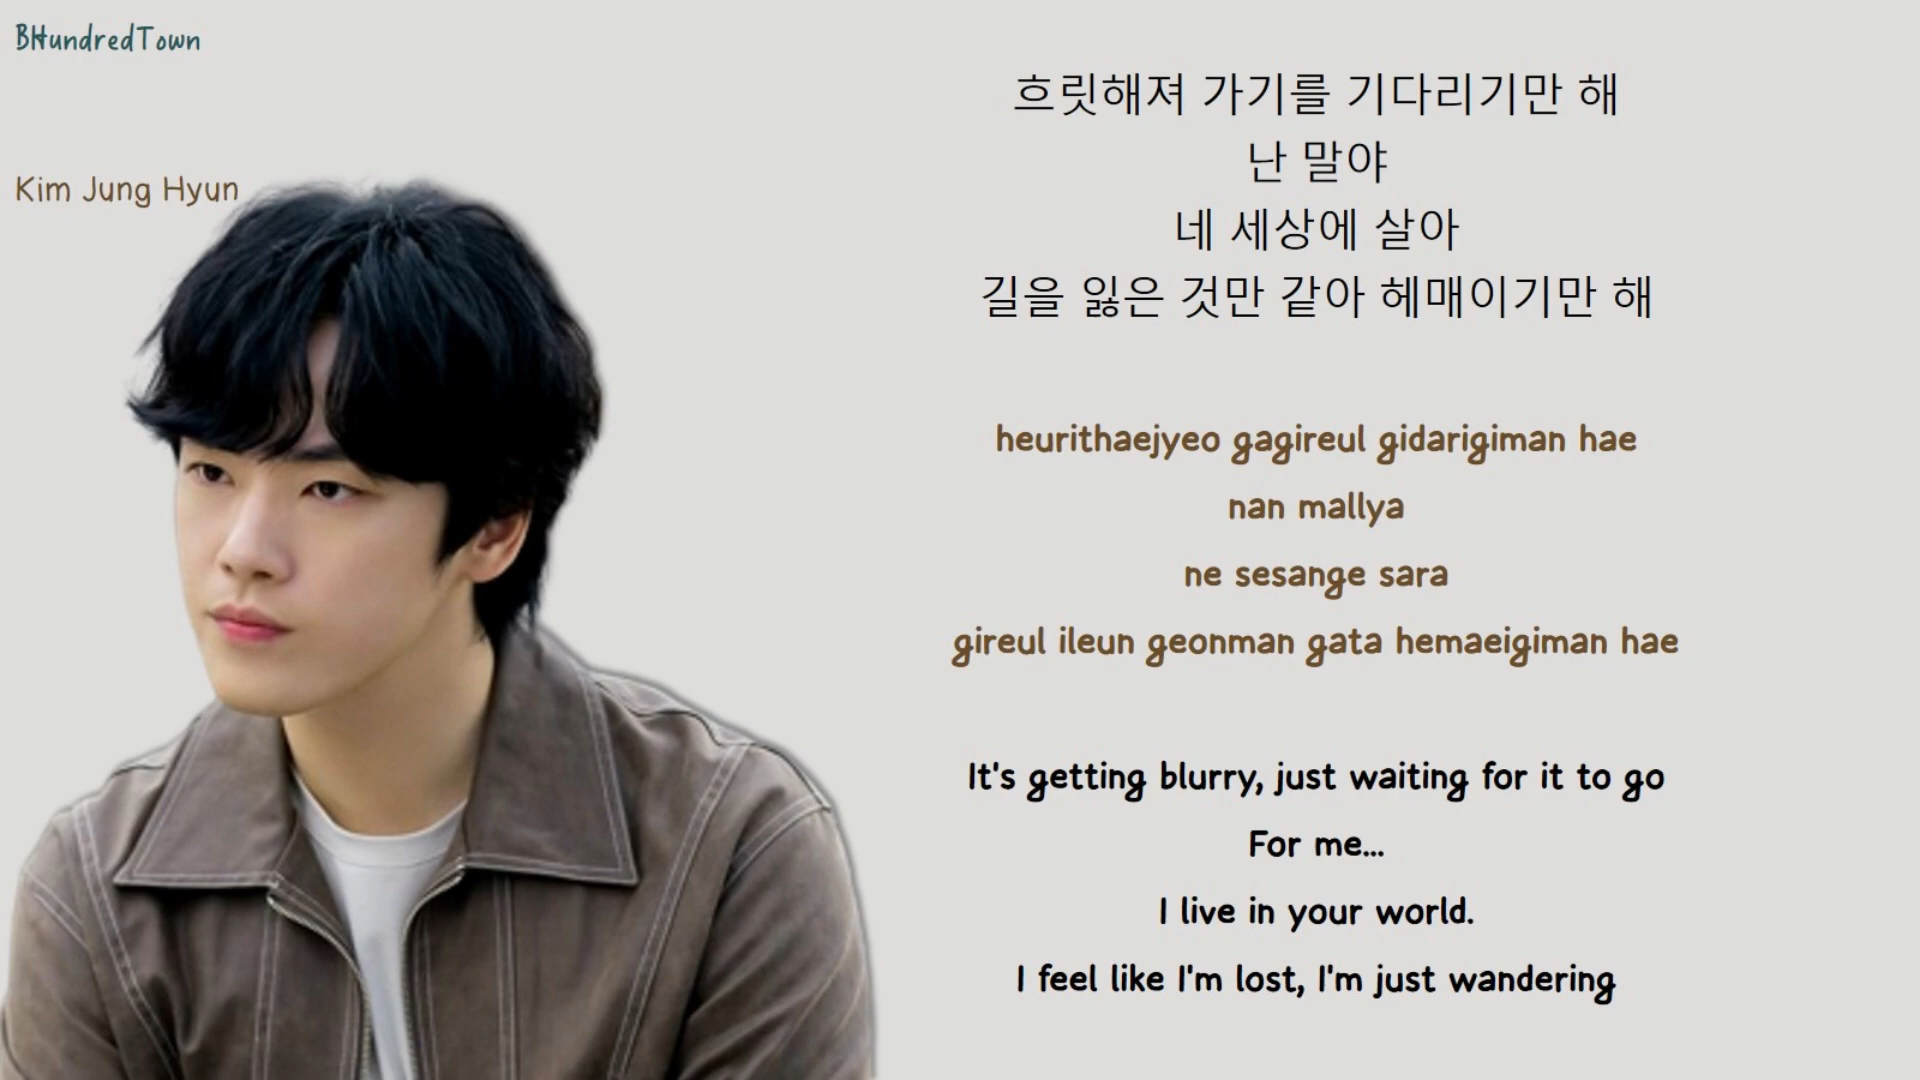 BHundredTown
Kim Jung Hyun
흐릿해져 가기를 기다리기만 해
난 말야
네 세상에 살아
길을 잃은 것만 같아 헤매이기만 해
heurithaejyeo gagireul gidarigiman hae
nan mallya
ne sesange sara
gireul ileun geonman gata hemaeigiman hae
It's getting blurry, just waiting for it to go
For me...
I live in your world.
I feel like I'm lost, I'm just wandering